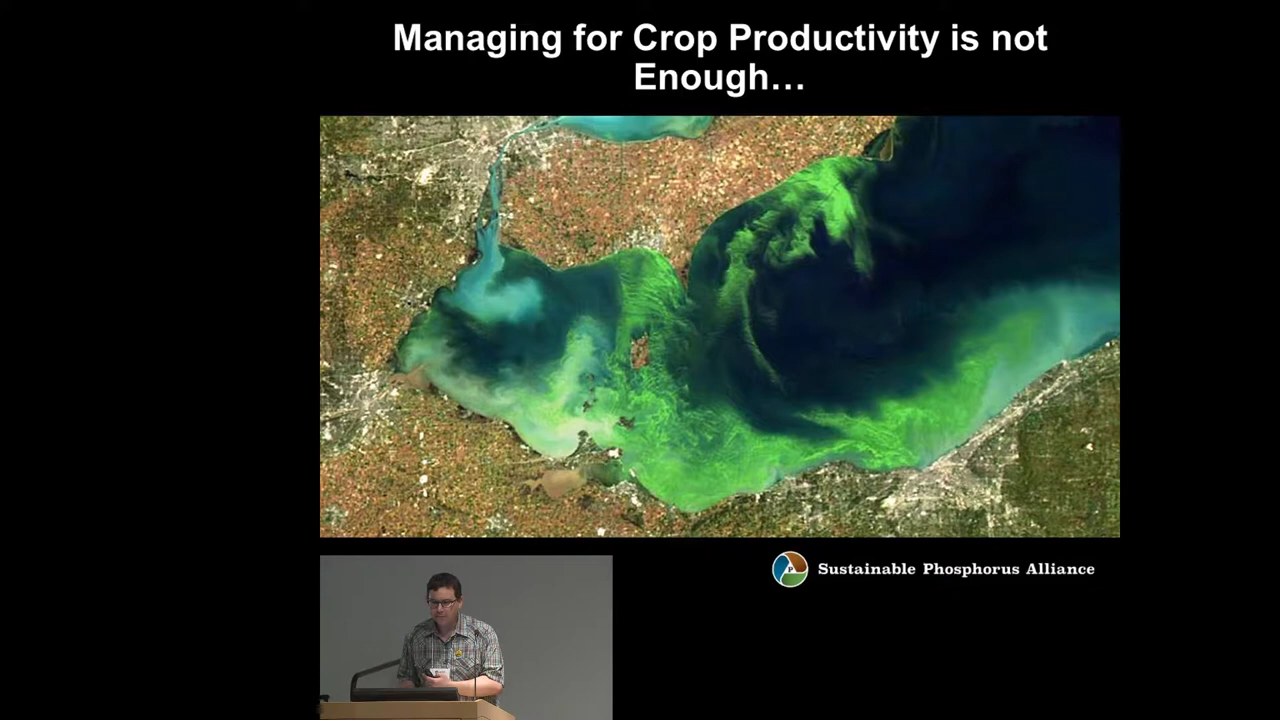 Managing for Crop Productivity is not
Enough…
P
Sustainable Phosphorus Alliance